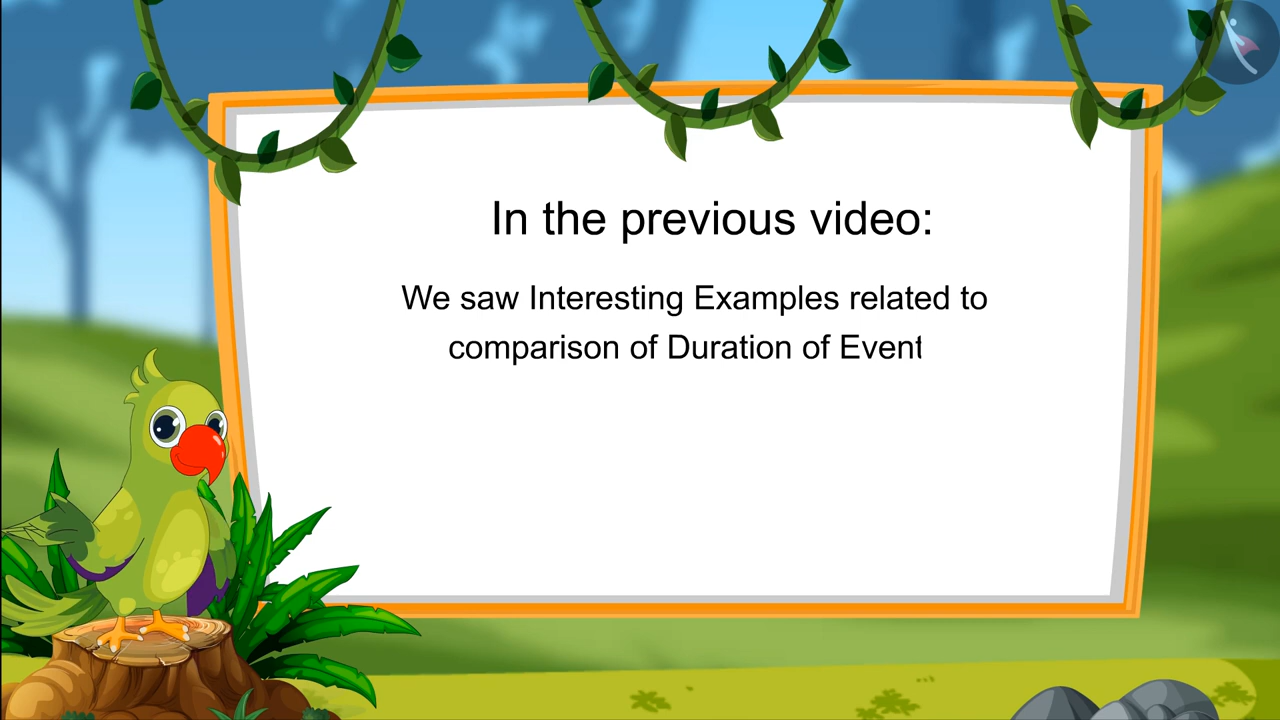 In the previous video:
We saw Interesting Examples related to
comparison of Duration of Event